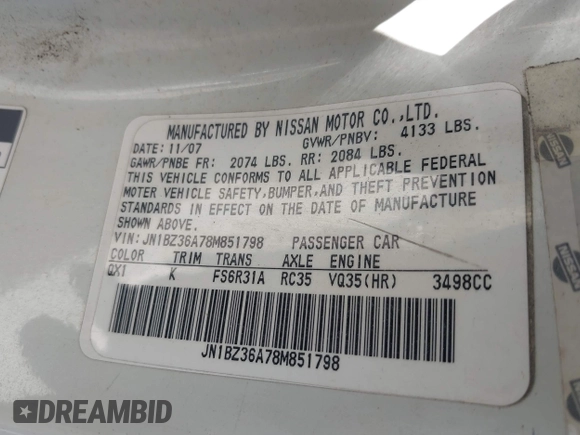 MANUFACTURED BY NISSAN MOTOR CO.,LTD.
DATE: 11/07 GVWR/PNBV: 4133 LBS.
GAWR/PNBE FR: 2074 LBS. RR: 2084 LBS.
THIS VEHICLE CONFORMS TO ALL APPLICABLE FEDERAL
MOTOR VEHICLE SAFETY,BUMPER,AND THEFT PREVENTION
STANDARDS IN EFFECT ON THE DATE OF MANUFACTURE
SHOWN ABOVE.
VIN: JN1BZ36A78M851798 PASSENGER CAR
COLOR TRIM TRANS AXLE ENGINE
QX1 K FS6R31A RC35 VQ35(HR) 3498CC
JN1BZ36A78M851798
NISSAN
NISSAN
DREAMBID